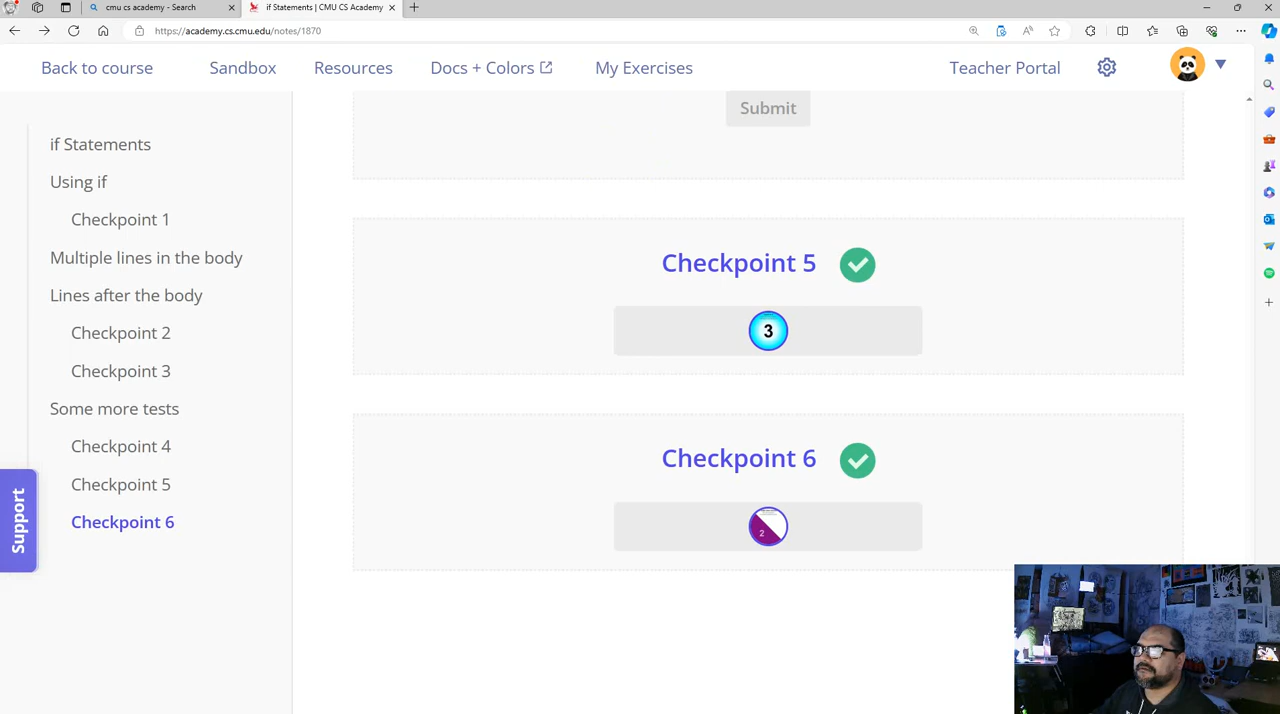 cmu cs academy - Search
if Statements | CMU CS Academy
https://academy.cs.cmu.edu/notes/1870
Back to course
Sandbox
Resources
Docs + Colors
My Exercises
Teacher Portal
if Statements
Using if
Checkpoint 1
Multiple lines in the body
Lines after the body
Checkpoint 2
Checkpoint 3
Some more tests
Checkpoint 4
Checkpoint 5
Checkpoint 6
Support
Submit
Checkpoint 5
3
Checkpoint 6
2